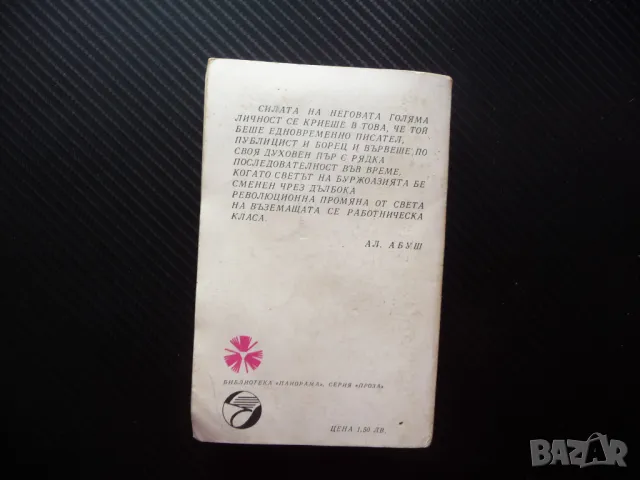 СИЛАТА НА НЕГОВАТА ГОЛЯМА
ЛИЧНОСТ СЕ КРИЕШЕ В ТОВА, ЧЕ ТОЙ
БЕШЕ ЕДНОВРЕМЕННО ПИСАТЕЛ,
ПУБЛИЦИСТ И БОРЕЦ И ВЪРВЕШЕ ПО
СВОЯ ДУХОВЕН ПЪТ С РЯДКА
ПОСЛЕДОВАТЕЛНОСТ ВЪВ ВРЕМЕ,
КОГАТО СВЕТЪТ НА БУРЖОАЗИЯТА БЕ
СМЕНЕН ЧРЕЗ ДЪЛБОКА
РЕВОЛЮЦИОННА ПРОМЯНА ОТ СВЕТА
НА ВЪЗЕМАЩАТА СЕ РАБОТНИЧЕСКА
КЛАСА.
АЛ. АБУШ
БИБЛИОТЕКА «ПАНОРАМА», СЕРИЯ «ПРОЗА»
ЦЕНА 1.50 ЛВ.
BAZAR
bg